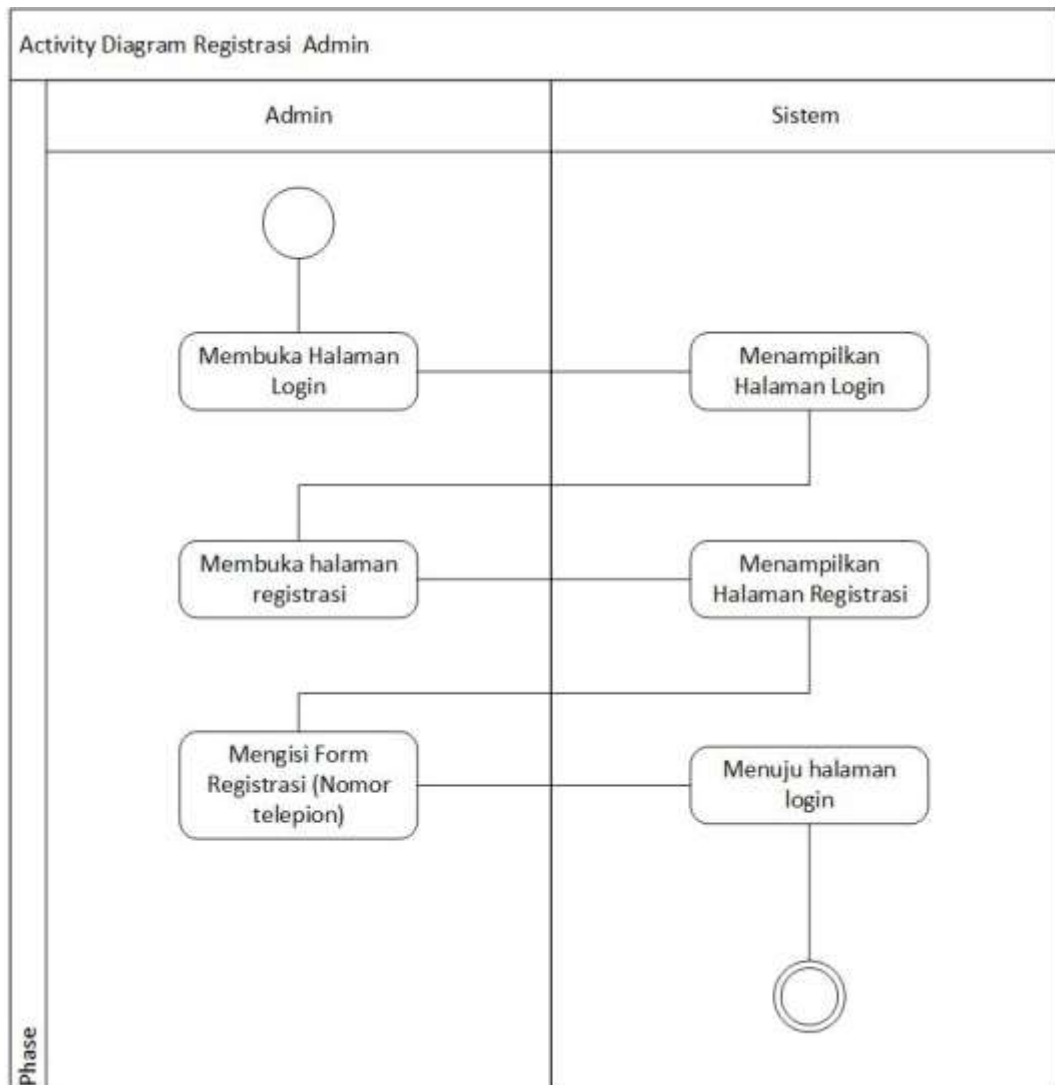 Activity Diagram Registrasi Admin
Admin
Sistem
Membuka Halaman
Login
Menampilkan
Halaman Login
Membuka halaman
registrasi
Menampilkan
Halaman Registrasi
Mengisi Form
Registrasi (Nomor
telepion)
Menuju halaman
login
Phase